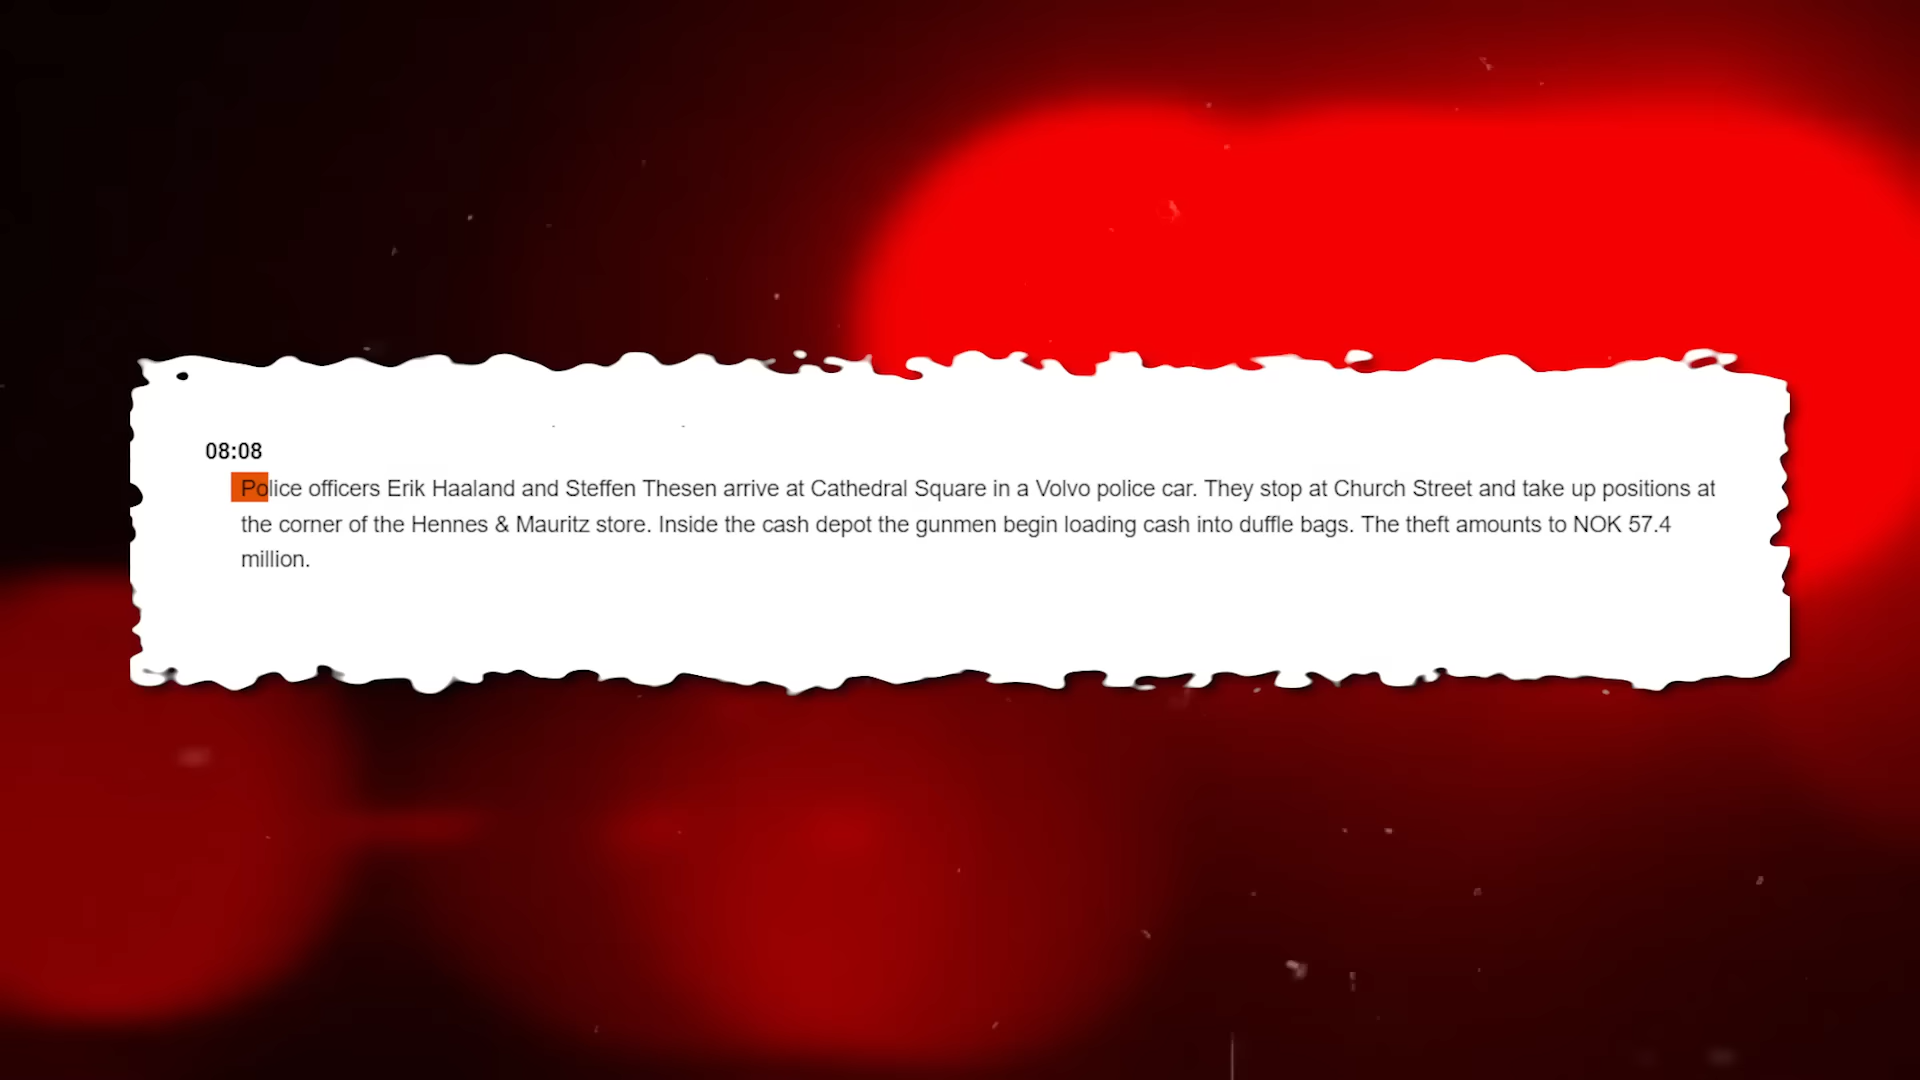 08:08
Police officers Erik Haaland and Steffen Thesen arrive at Cathedral Square in a Volvo police car. They stop at Church Street and take up positions at
the corner of the Hennes & Mauritz store. Inside the cash depot the gunmen begin loading cash into duffle bags. The theft amounts to NOK 57.4
million.